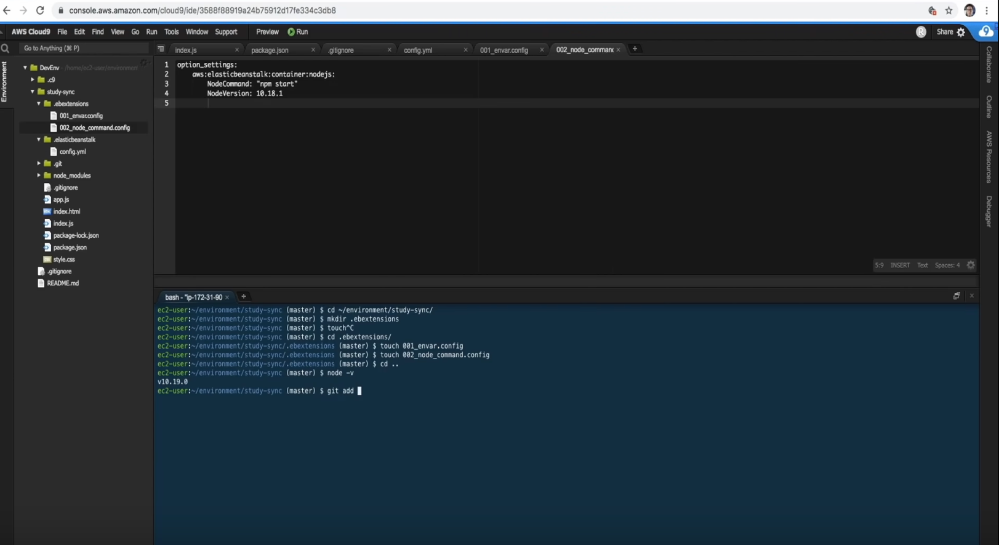 console.aws.amazon.com/cloud9/ide/3588f88919a24b75912d17fe334c3db8
AWS Cloud9 File Edit Find View Go Run Tools Window Support Preview Run
R Share 9
Go to Anything (⌘ P)
index.js × package.json × .gitignore × config.yml × 001_envar.config × 002_node_comman × +
Environment
DevEnv - /home/ec2-user/environment
.c9
study-sync
.ebextensions
001_envar.config
002_node_command.config
.elasticbeanstalk
config.yml
.git
node_modules
.gitignore
app.js
index.html
index.js
package-lock.json
package.json
style.css
.gitignore
README.md
1 option_settings:
2 aws:elasticbeanstalk:container:nodejs:
3 NodeCommand: "npm start"
4 NodeVersion: 10.18.1
5
5:9 INSERT Text Spaces: 4
Collaborate
Outline
AWS Resources
Debugger
bash - "ip-172-31-90 × +
ec2-user:~/environment/study-sync (master) $ cd ~/environment/study-sync/
ec2-user:~/environment/study-sync (master) $ mkdir .ebextensions
ec2-user:~/environment/study-sync (master) $ touch^C
ec2-user:~/environment/study-sync (master) $ cd .ebextensions/
ec2-user:~/environment/study-sync/.ebextensions (master) $ touch 001_envar.config
ec2-user:~/environment/study-sync/.ebextensions (master) $ touch 002_node_command.config
ec2-user:~/environment/study-sync/.ebextensions (master) $ cd ..
ec2-user:~/environment/study-sync (master) $ node -v
v10.19.0
ec2-user:~/environment/study-sync (master) $ git add